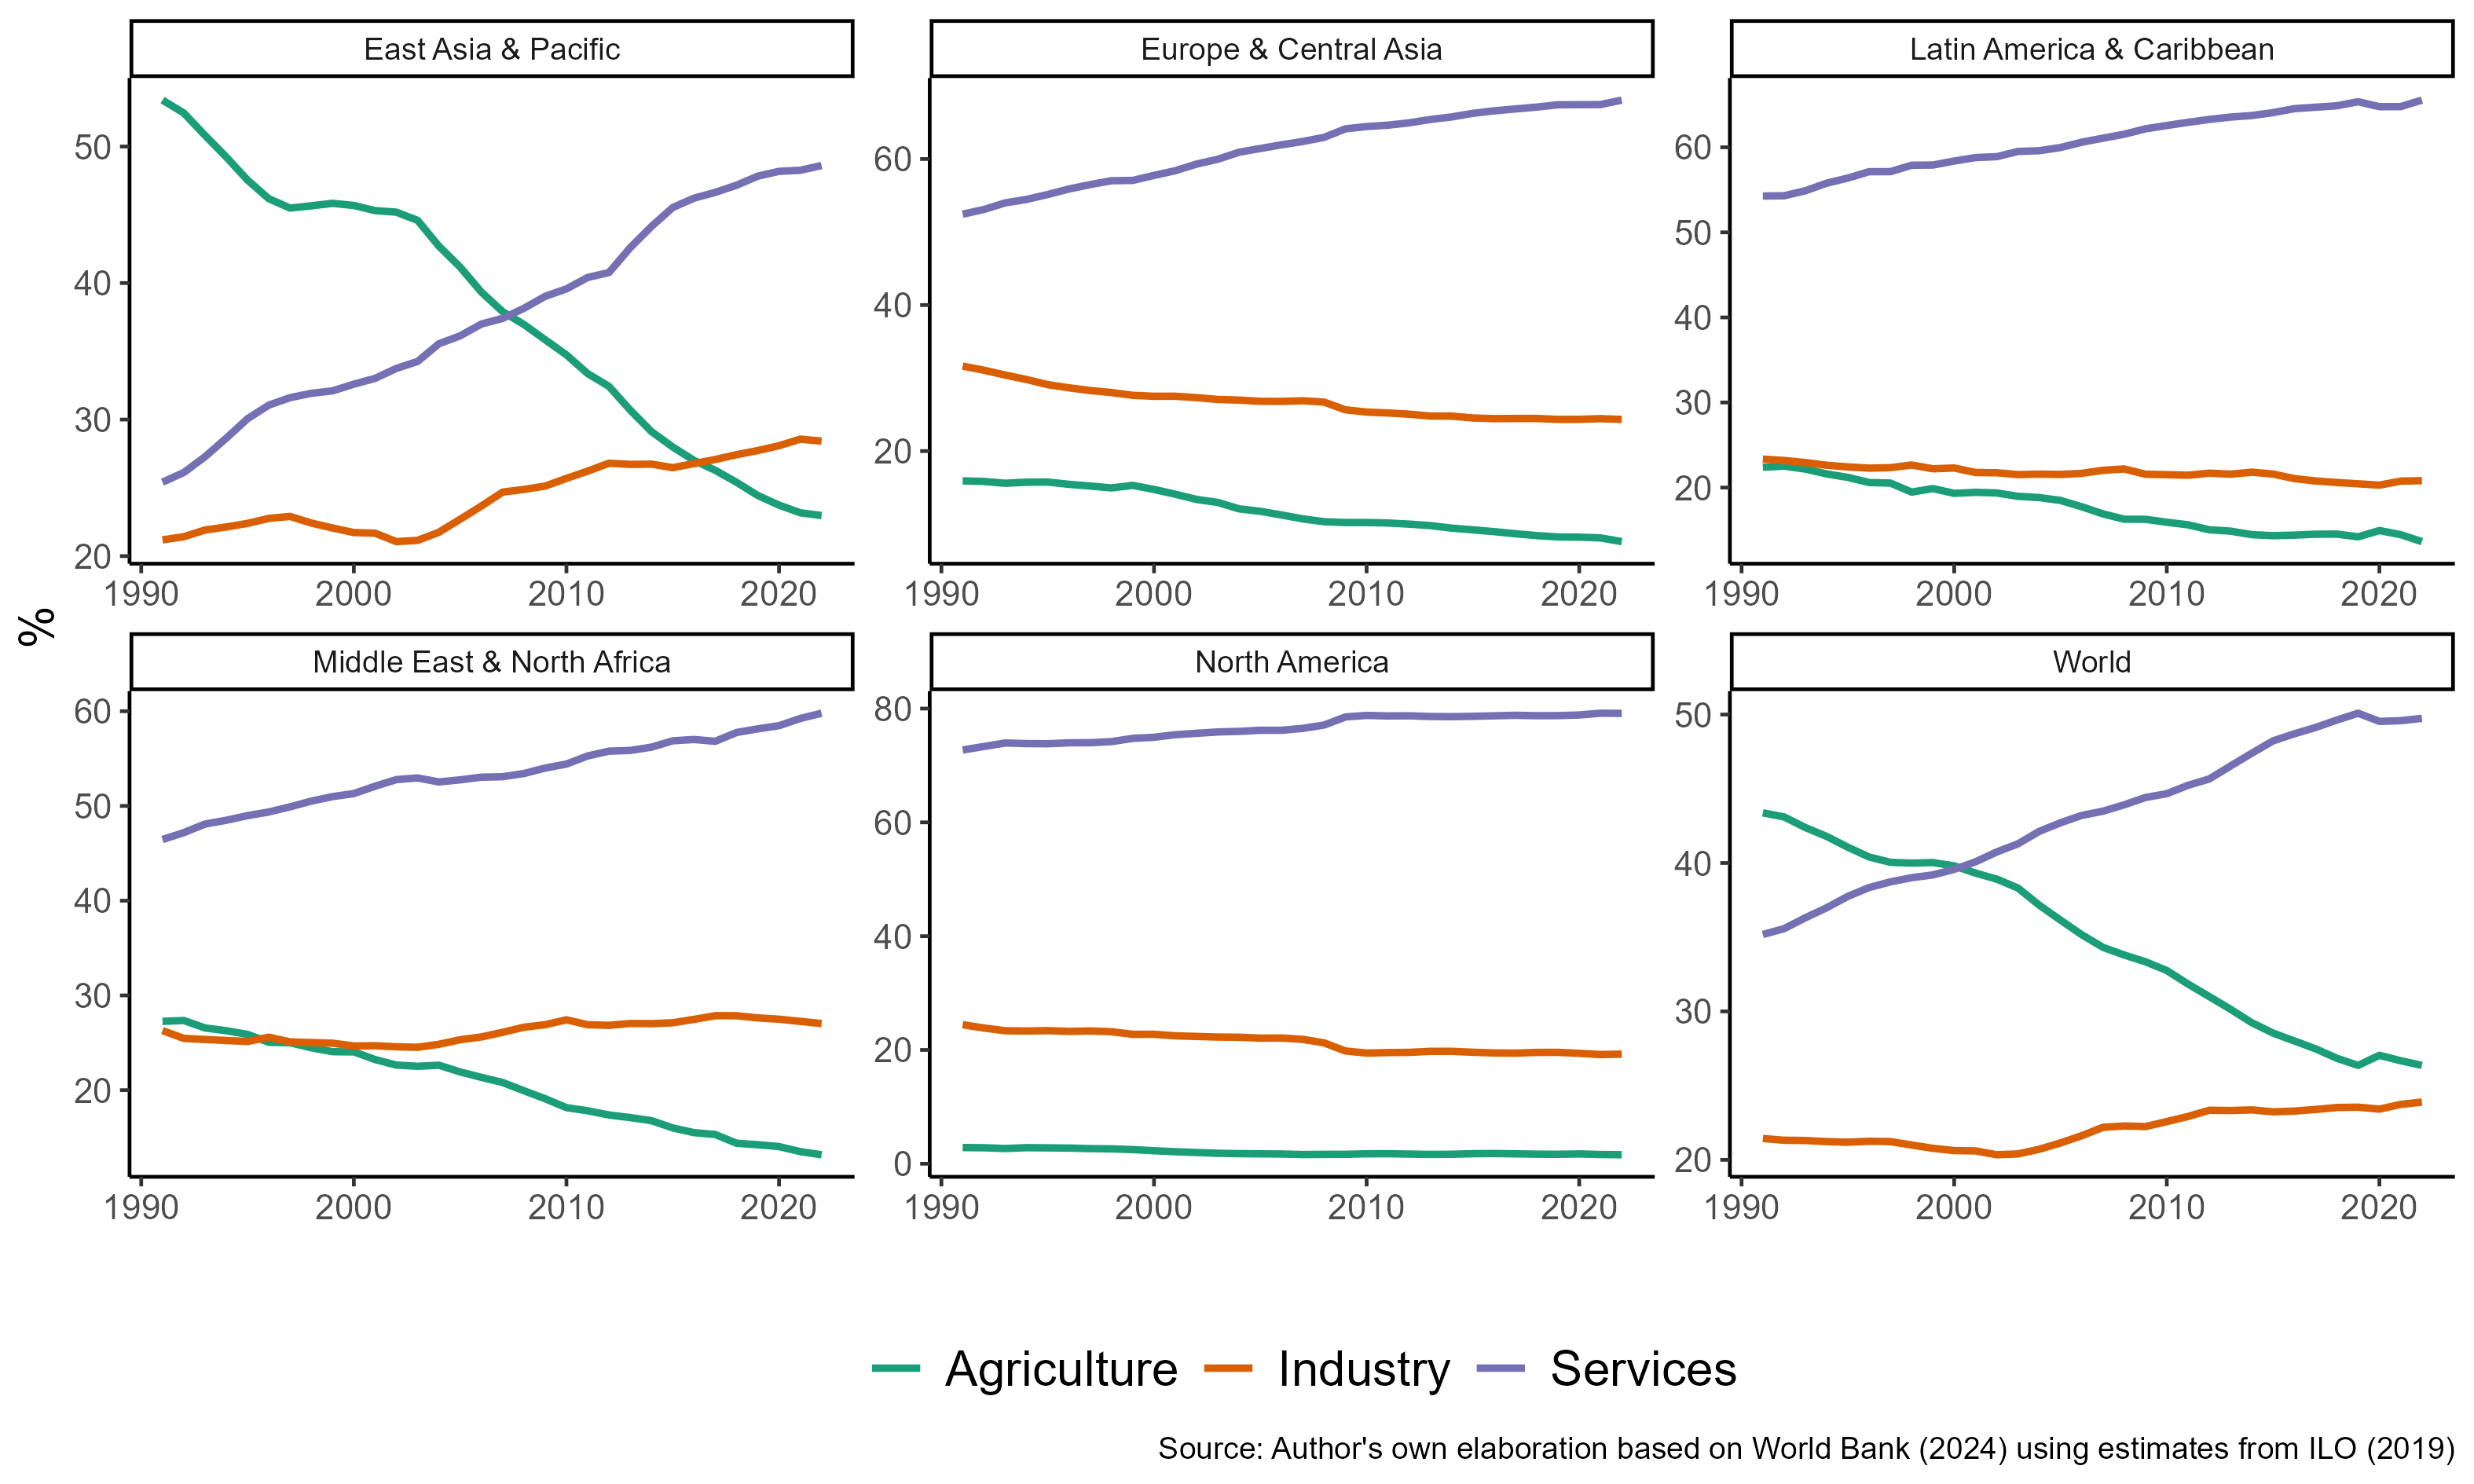 East Asia & Pacific
Europe & Central Asia
Latin America & Caribbean
50
40
30
20
1990 2000 2010 2020
60
40
20
1990 2000 2010 2020
60
50
40
30
20
1990 2000 2010 2020
%
Middle East & North Africa
North America
World
60
50
40
30
20
1990 2000 2010 2020
80
60
40
20
0
1990 2000 2010 2020
50
40
30
20
1990 2000 2010 2020
Agriculture Industry Services
Source: Author's own elaboration based on World Bank (2024) using estimates from ILO (2019)